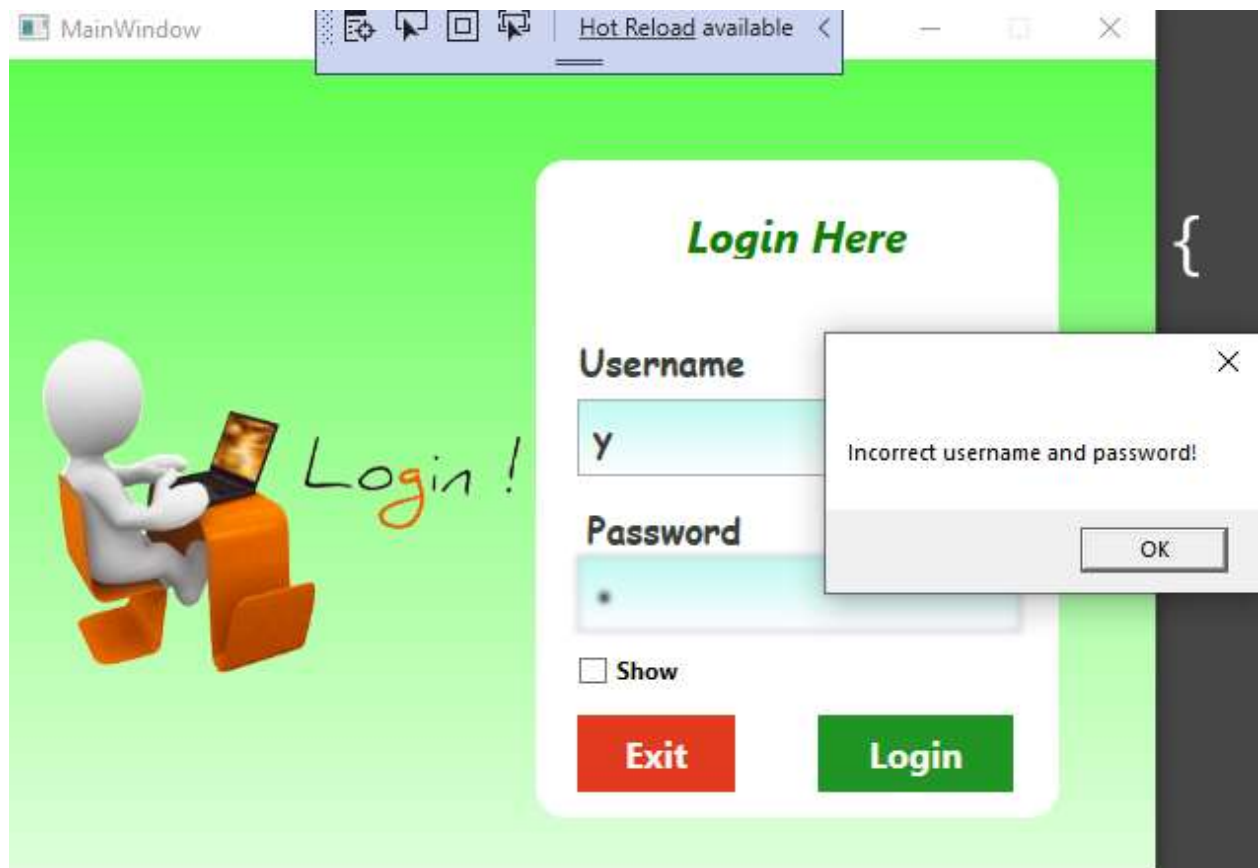 MainWindow
Hot Reload available
Login Here
{
Username
y
Incorrect username and password!
OK
Login !
Password
Show
Exit
Login